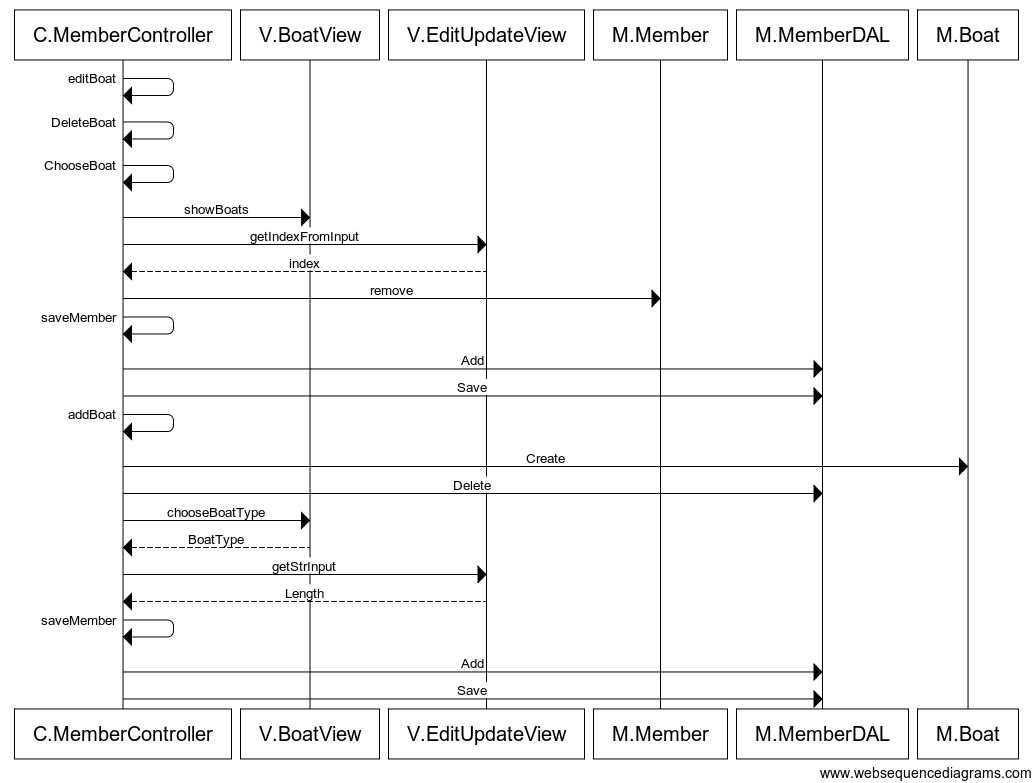 C.MemberController V.BoatView V.EditUpdateView M.Member M.MemberDAL M.Boat
editBoat
DeleteBoat
ChooseBoat
showBoats
getIndexFromInput
index
remove
saveMember
Add
Save
addBoat
Create
Delete
chooseBoatType
BoatType
getStrInput
Length
saveMember
Add
Save
C.MemberController V.BoatView V.EditUpdateView M.Member M.MemberDAL M.Boat
www.websequencediagrams.com